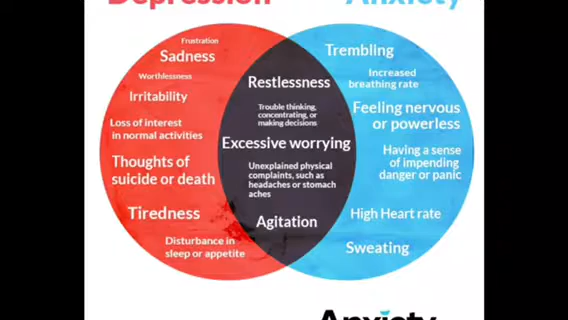 Depression
Anxiety
Frustration
Sadness
Worthlessness
Irritability
Loss of interest
in normal activities
Thoughts of
suicide or death
Tiredness
Disturbance in
sleep or appetite
Restlessness
Trouble thinking,
concentrating, or
making decisions
Excessive worrying
Unexplained physical
complaints, such as
headaches or stomach
aches
Agitation
Trembling
Increased
breathing rate
Feeling nervous
or powerless
Having a sense
of impending
danger or panic
High Heart rate
Sweating
Anxiety